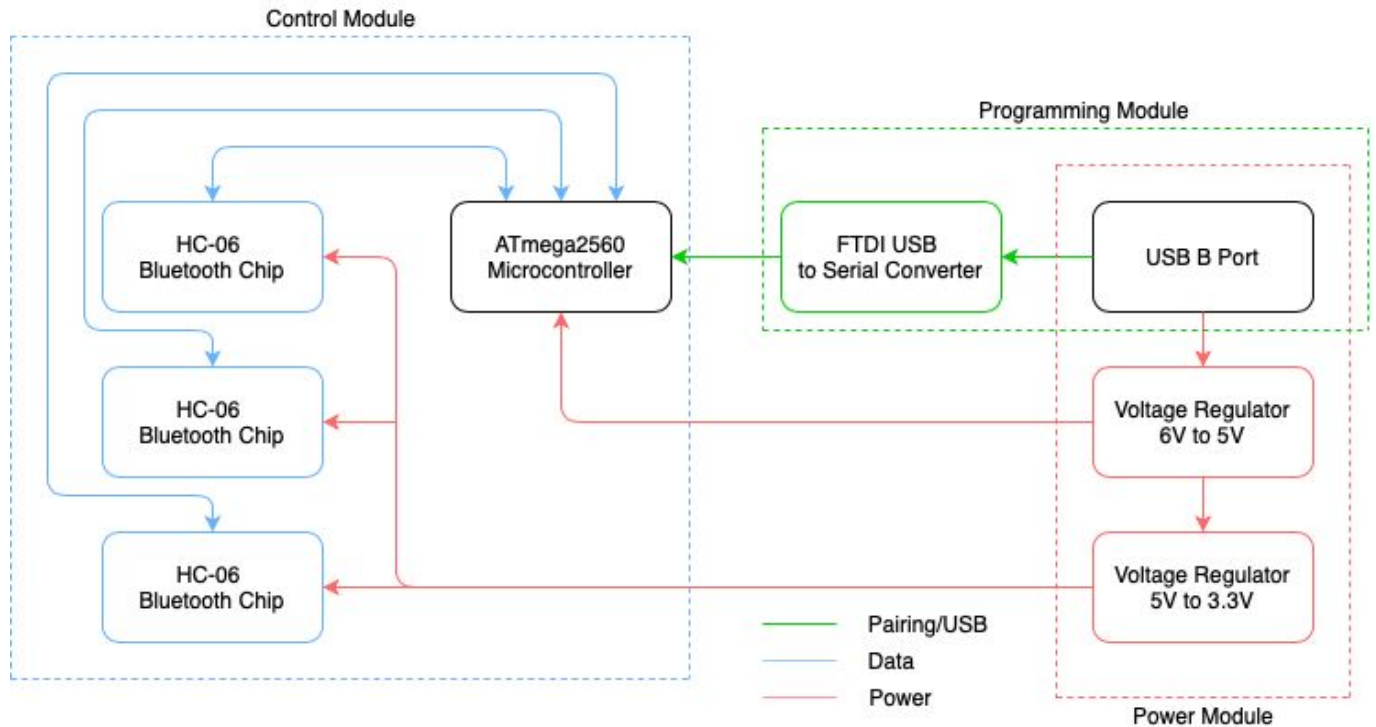 Control Module
Programming Module
HC-06
Bluetooth Chip
ATmega2560
Microcontroller
FTDI USB
to Serial Converter
USB B Port
HC-06
Bluetooth Chip
Voltage Regulator
6V to 5V
HC-06
Bluetooth Chip
Voltage Regulator
5V to 3.3V
Pairing/USB
Data
Power
Power Module